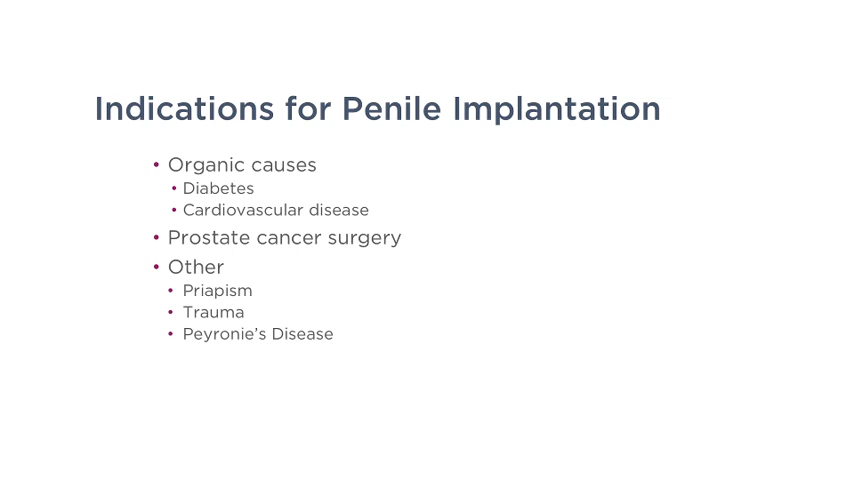 Indications for Penile Implantation
• Organic causes
• Diabetes
• Cardiovascular disease
• Prostate cancer surgery
• Other
• Priapism
• Trauma
• Peyronie’s Disease